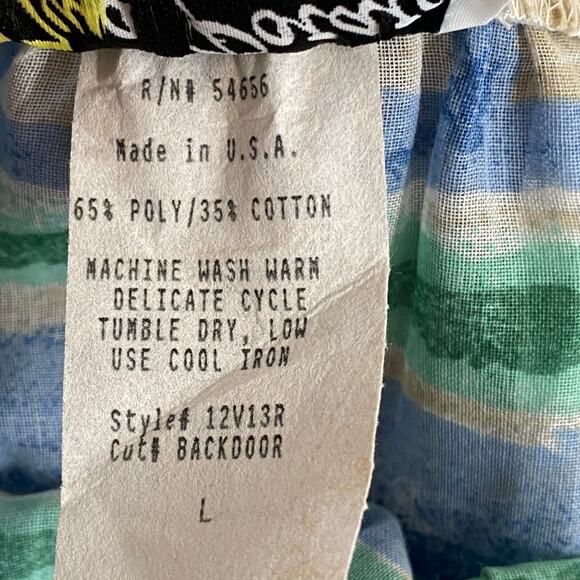 R/N# 54656
Made in U.S.A.
65% POLY/35% COTTON
MACHINE WASH WARM
DELICATE CYCLE
TUMBLE DRY, LOW
USE COOL IRON
Style# 12V13R
Cut# BACKDOOR
L